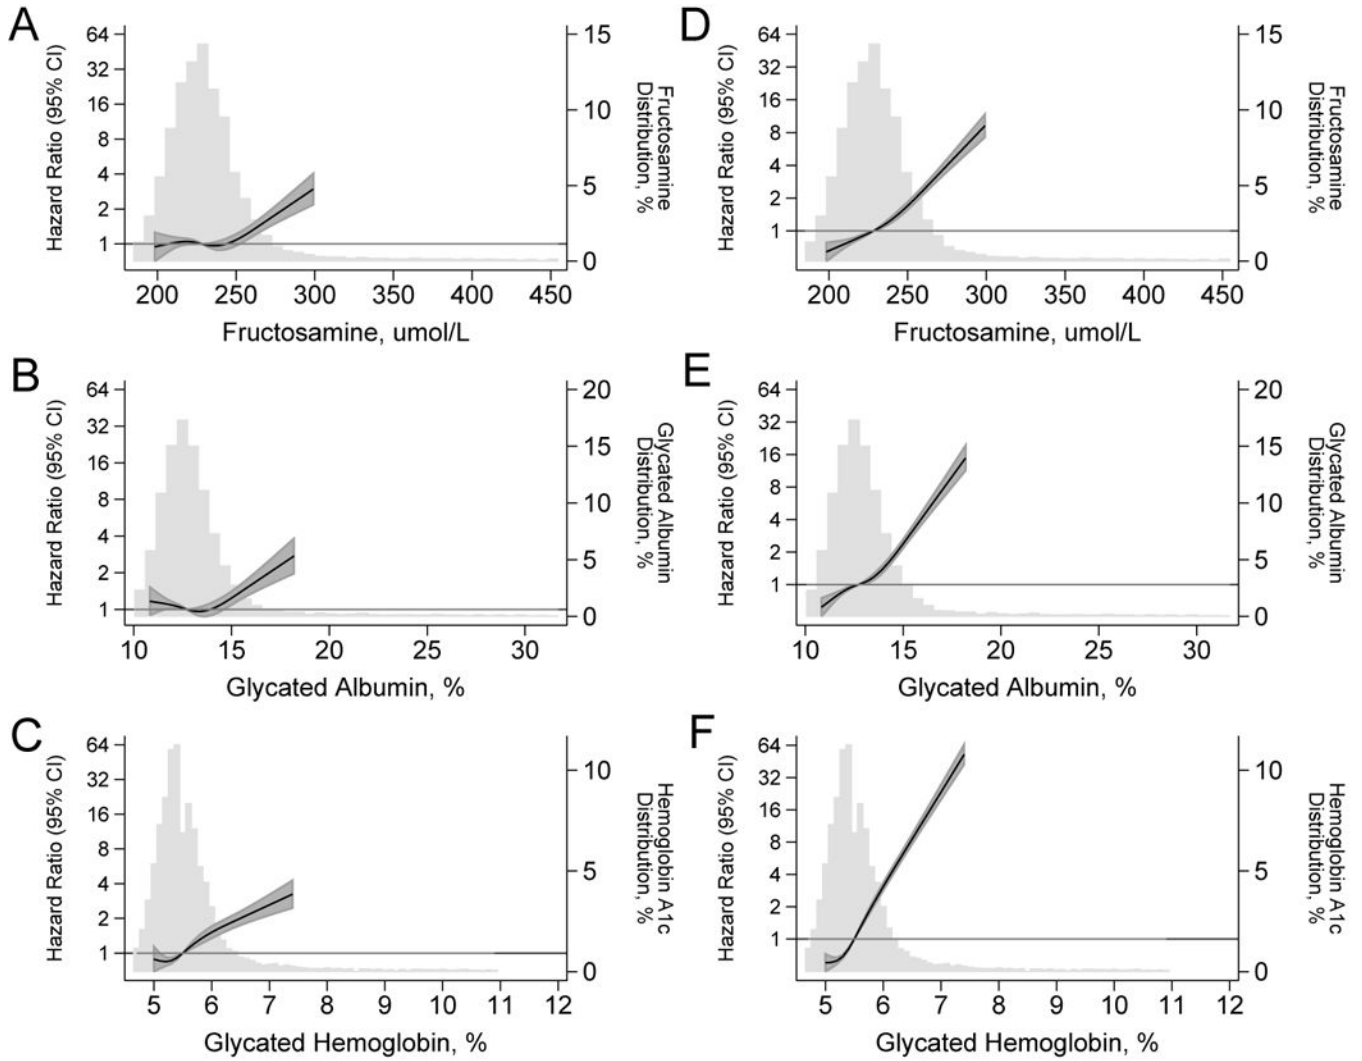 A
Hazard Ratio (95% CI)
64
32
16
8
4
2
1
15
10
5
0
Fructosamine
Distribution, %
200 250 300 350 400 450
Fructosamine, umol/L
D
Hazard Ratio (95% CI)
64
32
16
8
4
2
1
15
10
5
0
Fructosamine
Distribution, %
200 250 300 350 400 450
Fructosamine, umol/L
B
Hazard Ratio (95% CI)
64
32
16
8
4
2
1
20
15
10
5
0
Glycated Albumin
Distribution, %
10 15 20 25 30
Glycated Albumin, %
E
Hazard Ratio (95% CI)
64
32
16
8
4
2
1
20
15
10
5
0
Glycated Albumin
Distribution, %
10 15 20 25 30
Glycated Albumin, %
C
Hazard Ratio (95% CI)
64
32
16
8
4
2
1
10
5
0
Hemoglobin A1c
Distribution, %
5 6 7 8 9 10 11 12
Glycated Hemoglobin, %
F
Hazard Ratio (95% CI)
64
32
16
8
4
2
1
10
5
0
Hemoglobin A1c
Distribution, %
5 6 7 8 9 10 11 12
Glycated Hemoglobin, %